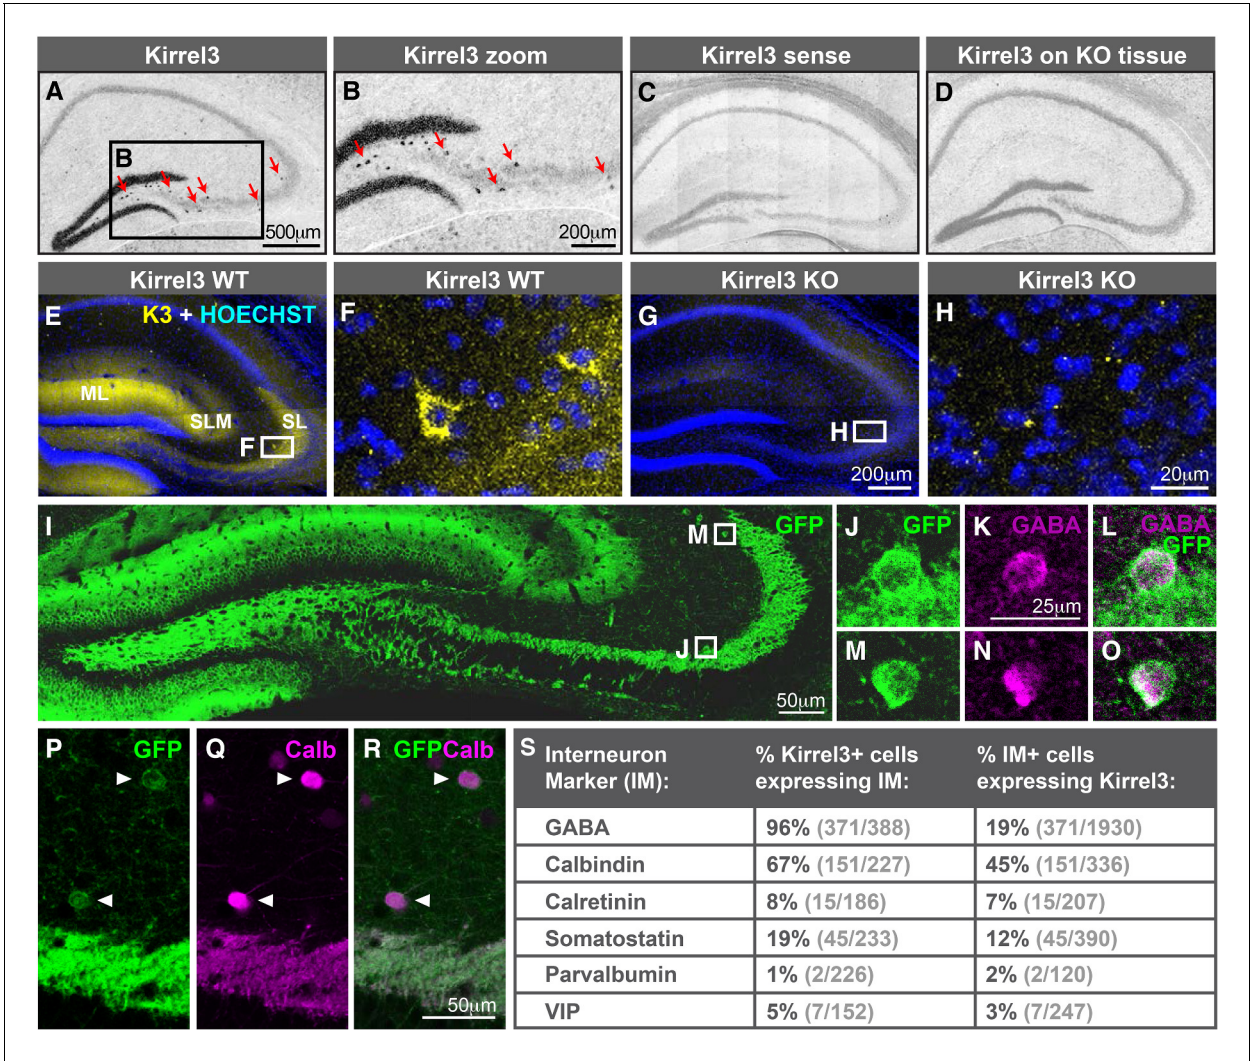 Kirrel3
Kirrel3 zoom
Kirrel3 sense
Kirrel3 on KO tissue
A
B
500μm
B
200μm
C
D
Kirrel3 WT
Kirrel3 WT
Kirrel3 KO
Kirrel3 KO
E
K3 + HOECHST
ML
SLM
SL
F
F
G
H
200μm
H
20μm
I
GFP
M
J
50μm
J
GFP
K
GABA
25μm
L
GABA
GFP
M
N
O
P
GFP
Q
Calb
R
GFPCalb
50μm
S
Interneuron Marker (IM): % Kirrel3+ cells expressing IM: % IM+ cells expressing Kirrel3:
GABA 96% (371/388) 19% (371/1930)
Calbindin 67% (151/227) 45% (151/336)
Calretinin 8% (15/186) 7% (15/207)
Somatostatin 19% (45/233) 12% (45/390)
Parvalbumin 1% (2/226) 2% (2/120)
VIP 5% (7/152) 3% (7/247)